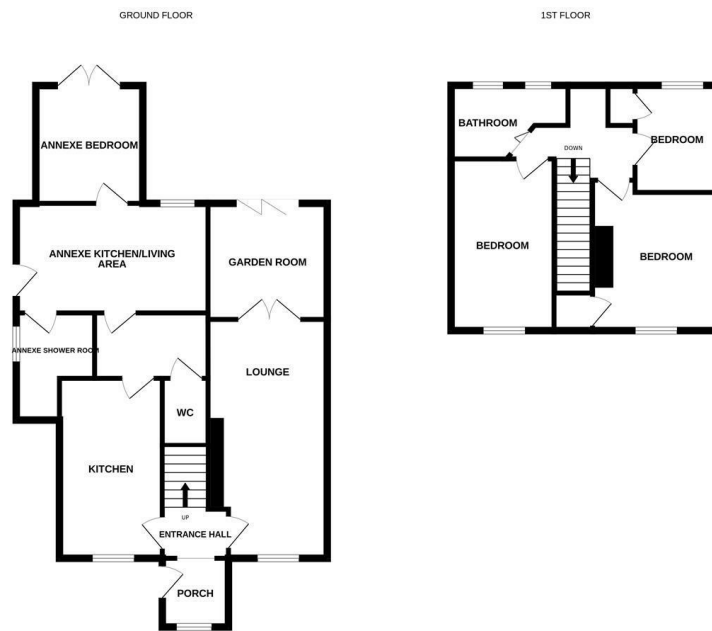 GROUND FLOOR
ANNEXE BEDROOM
ANNEXE KITCHEN/LIVING
AREA
GARDEN ROOM
ANNEXE SHOWER ROOM
LOUNGE
WC
KITCHEN
UP
ENTRANCE HALL
PORCH
1ST FLOOR
BATHROOM
BEDROOM
DOWN
BEDROOM
BEDROOM